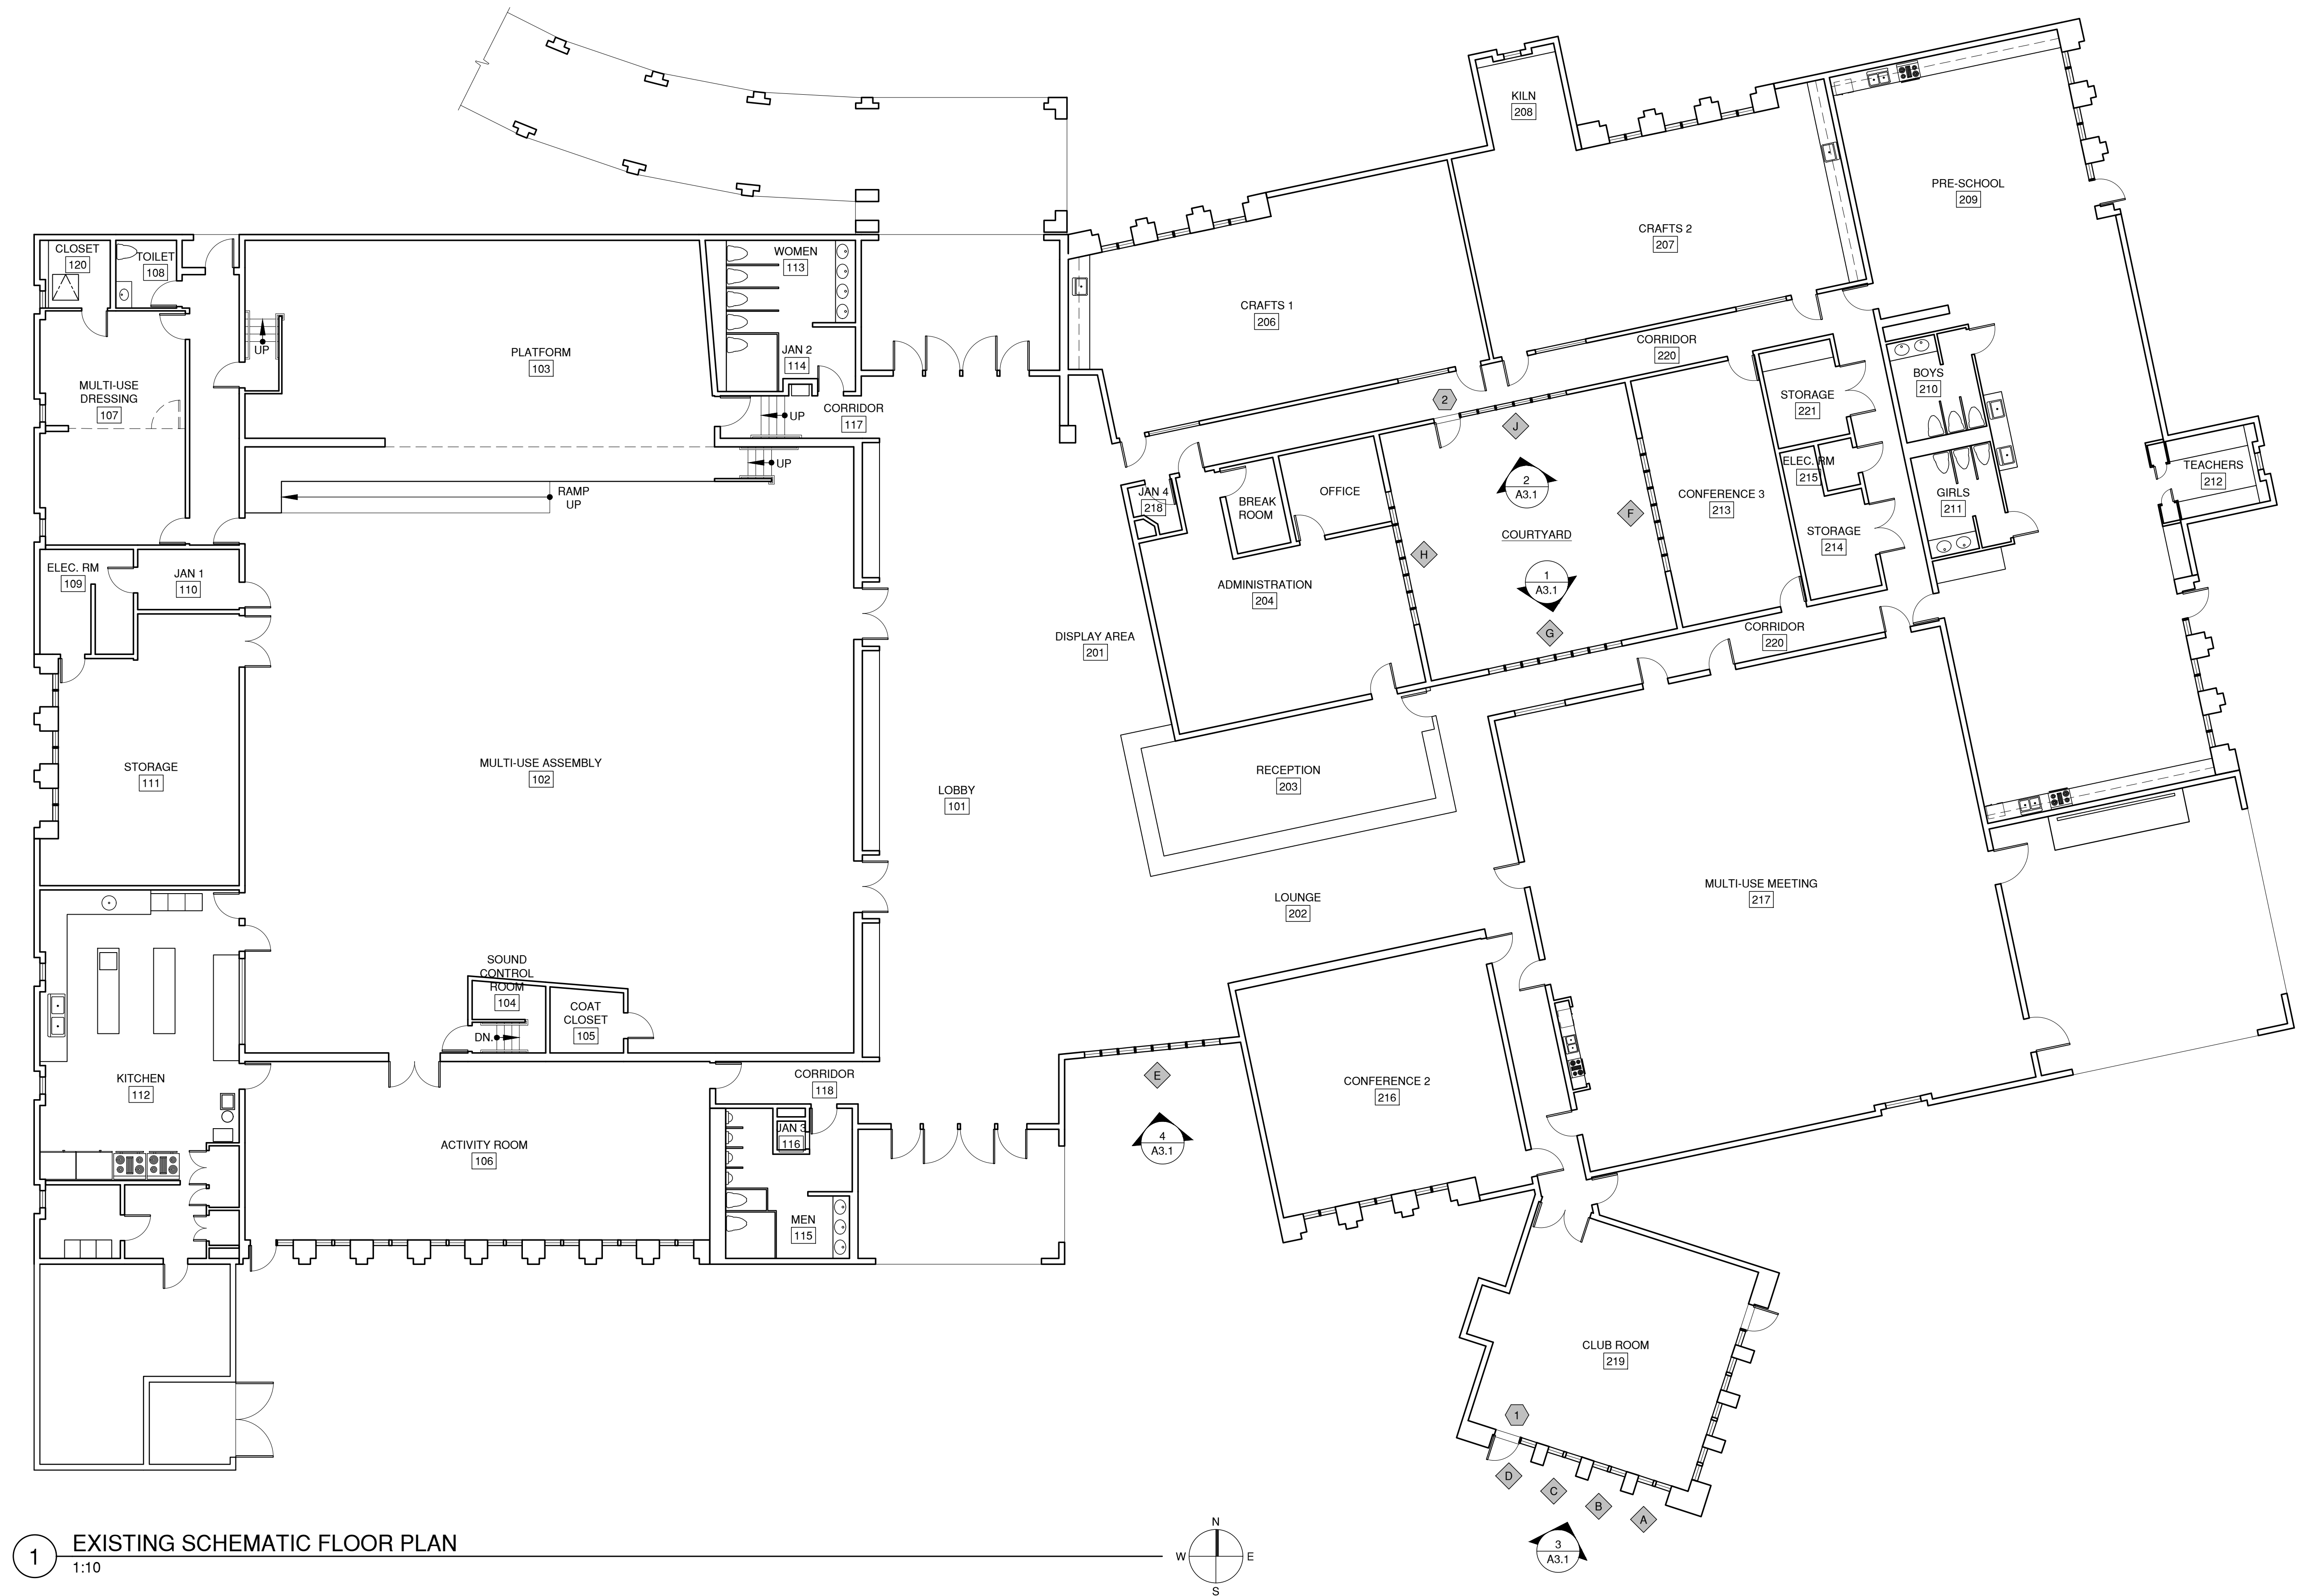 KILN
208
PRE-SCHOOL
209
CRAFTS 2
207
CLOSET
120
TOILET
108
WOMEN
113
CRAFTS 1
206
UP
PLATFORM
103
JAN 2
114
CORRIDOR
220
BOYS
210
MULTI-USE
DRESSING
107
UP
CORRIDOR
117
2
J
STORAGE
221
UP
RAMP
UP
JAN 4
218
BREAK
ROOM
OFFICE
2
A3.1
F
CONFERENCE 3
213
ELEC. RM
215
GIRLS
211
TEACHERS
212
COURTYARD
H
STORAGE
214
ELEC. RM
109
JAN 1
110
ADMINISTRATION
204
1
A3.1
G
DISPLAY AREA
201
CORRIDOR
220
STORAGE
111
MULTI-USE ASSEMBLY
102
LOBBY
101
RECEPTION
203
LOUNGE
202
MULTI-USE MEETING
217
SOUND
CONTROL
ROOM
104
COAT
CLOSET
105
DN.
KITCHEN
112
CORRIDOR
118
E
CONFERENCE 2
216
ACTIVITY ROOM
106
JAN 3
116
4
A3.1
MEN
115
CLUB ROOM
219
1
D
C
B
A
3
A3.1
1
EXISTING SCHEMATIC FLOOR PLAN
1:10
N
W
E
S